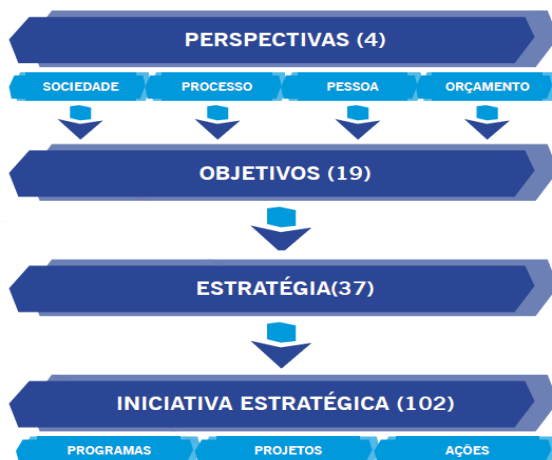 PERSPECTIVAS (4)
SOCIEDADE PROCESSO PESSOA ORÇAMENTO
OBJETIVOS (19)
ESTRATÉGIA(37)
INICIATIVA ESTRATÉGICA (102)
PROGRAMAS PROJETOS AÇÕES